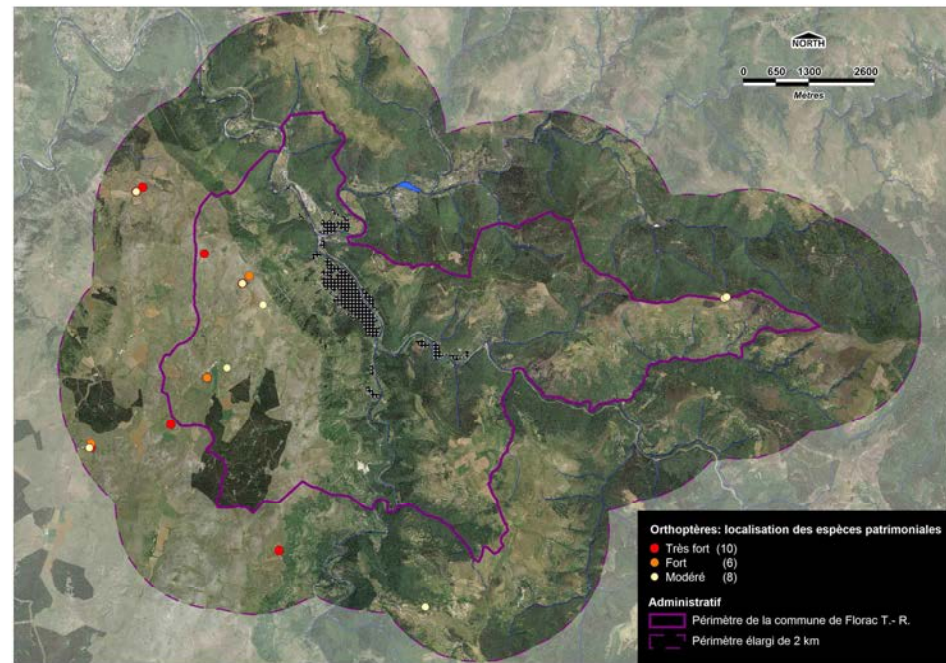 NORTH
0 650 1300 2600
Mètres
Orthoptères: localisation des espèces patrimoniales
Très fort (10)
Fort (6)
Modéré (8)
Administratif
Périmètre de la commune de Florac T.- R.
Périmètre élargi de 2 km